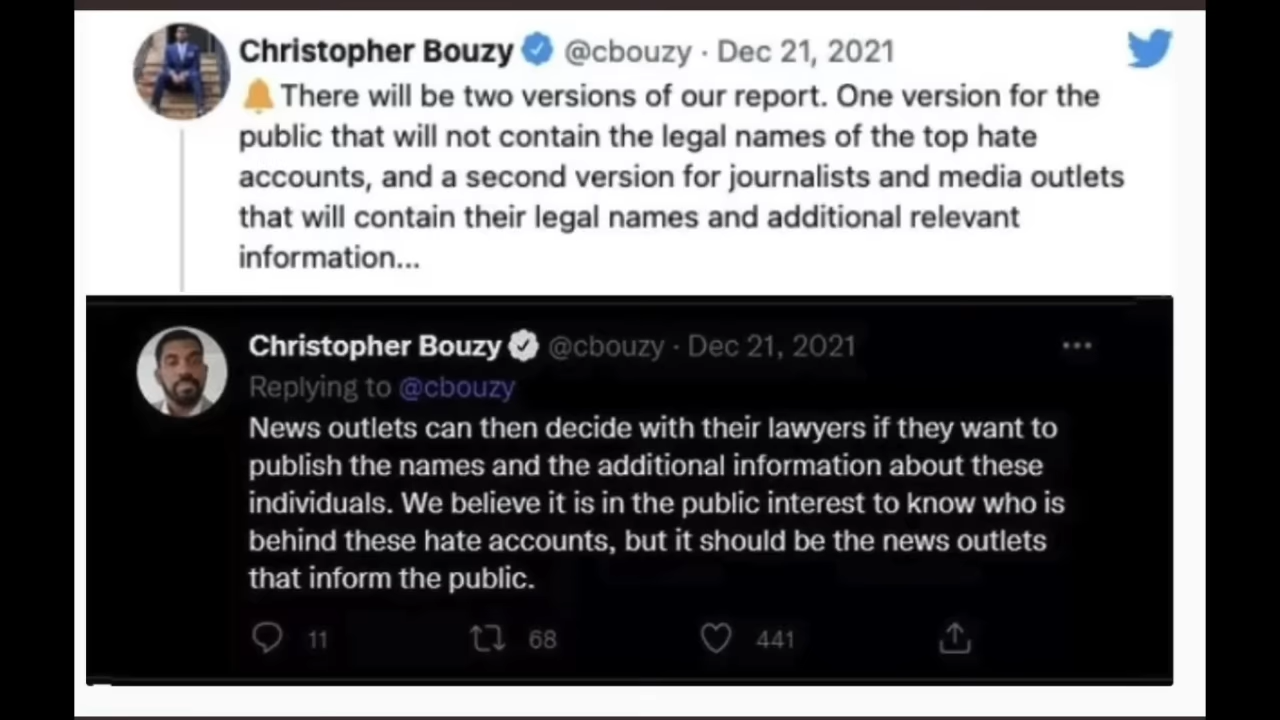 Christopher Bouzy @cbouzy · Dec 21, 2021
🔔There will be two versions of our report. One version for the
public that will not contain the legal names of the top hate
accounts, and a second version for journalists and media outlets
that will contain their legal names and additional relevant
information...
Christopher Bouzy @cbouzy · Dec 21, 2021
Replying to @cbouzy
News outlets can then decide with their lawyers if they want to
publish the names and the additional information about these
individuals. We believe it is in the public interest to know who is
behind these hate accounts, but it should be the news outlets
that inform the public.
11 68 441